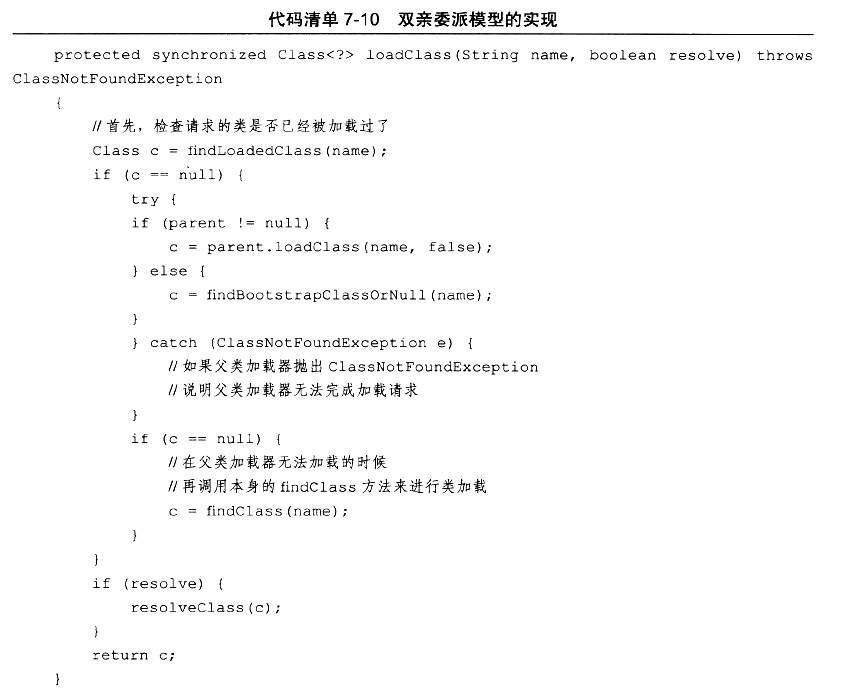 代码清单 7-10 双亲委派模型的实现
protected synchronized Class<?> loadClass(String name, boolean resolve) throws
ClassNotFoundException
{
//首先，检查请求的类是否已经被加载过了
Class c = findLoadedClass(name);
if (c == null) {
try {
if (parent != null) {
c = parent.loadClass(name, false);
} else {
c = findBootstrapClassOrNull(name);
}
} catch (ClassNotFoundException e) {
//如果父类加载器抛出 ClassNotFoundException
//说明父类加载器无法完成加载请求
}
if (c == null) {
//在父类加载器无法加载的时候
//再调用本身的 findClass 方法来进行类加载
c = findClass(name);
}
}
if (resolve) {
resolveClass(c);
}
return c;
}